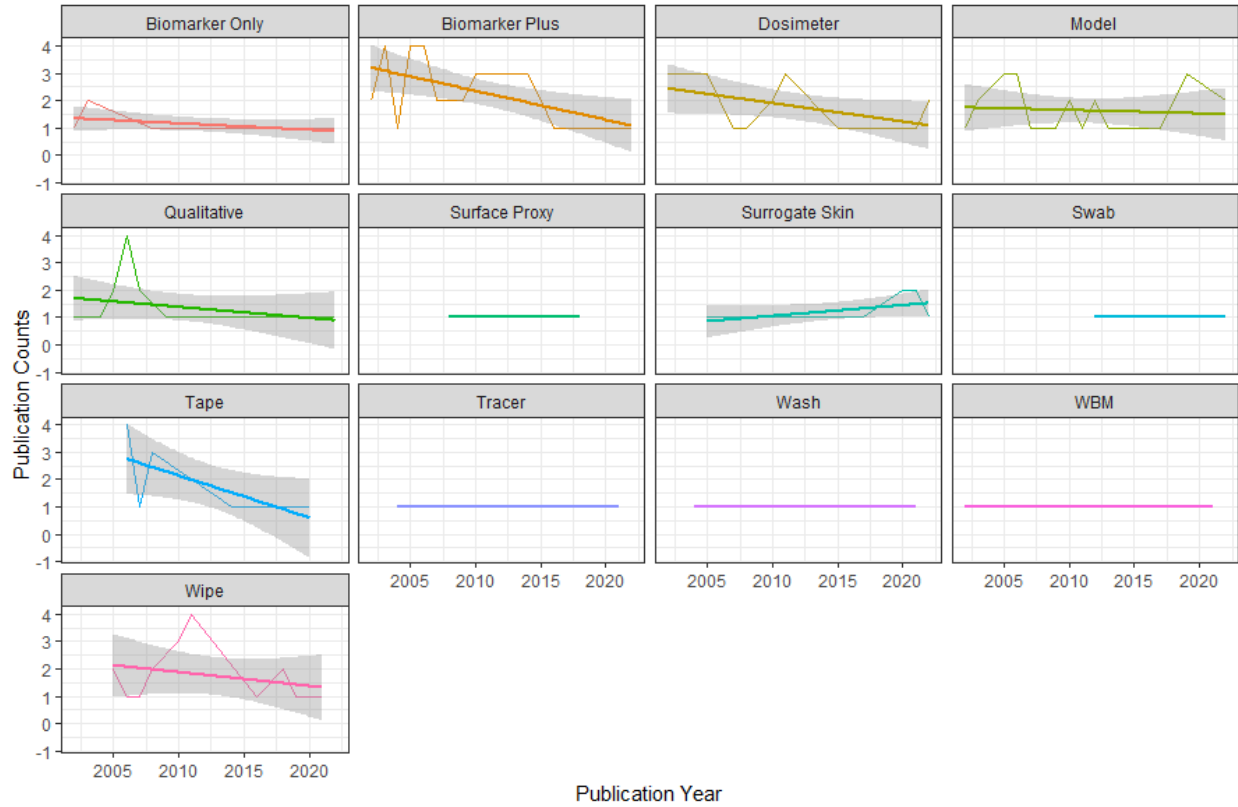 Biomarker Only
Biomarker Plus
Dosimeter
Model
4
3
2
1
0
-1
Qualitative
Surface Proxy
Surrogate Skin
Swab
4
3
2
1
0
-1
Publication Counts
Tape
Tracer
Wash
WBM
4
3
2
1
0
-1
2005 2010 2015 2020
2005 2010 2015 2020
2005 2010 2015 2020
Wipe
4
3
2
1
0
-1
2005 2010 2015 2020
Publication Year